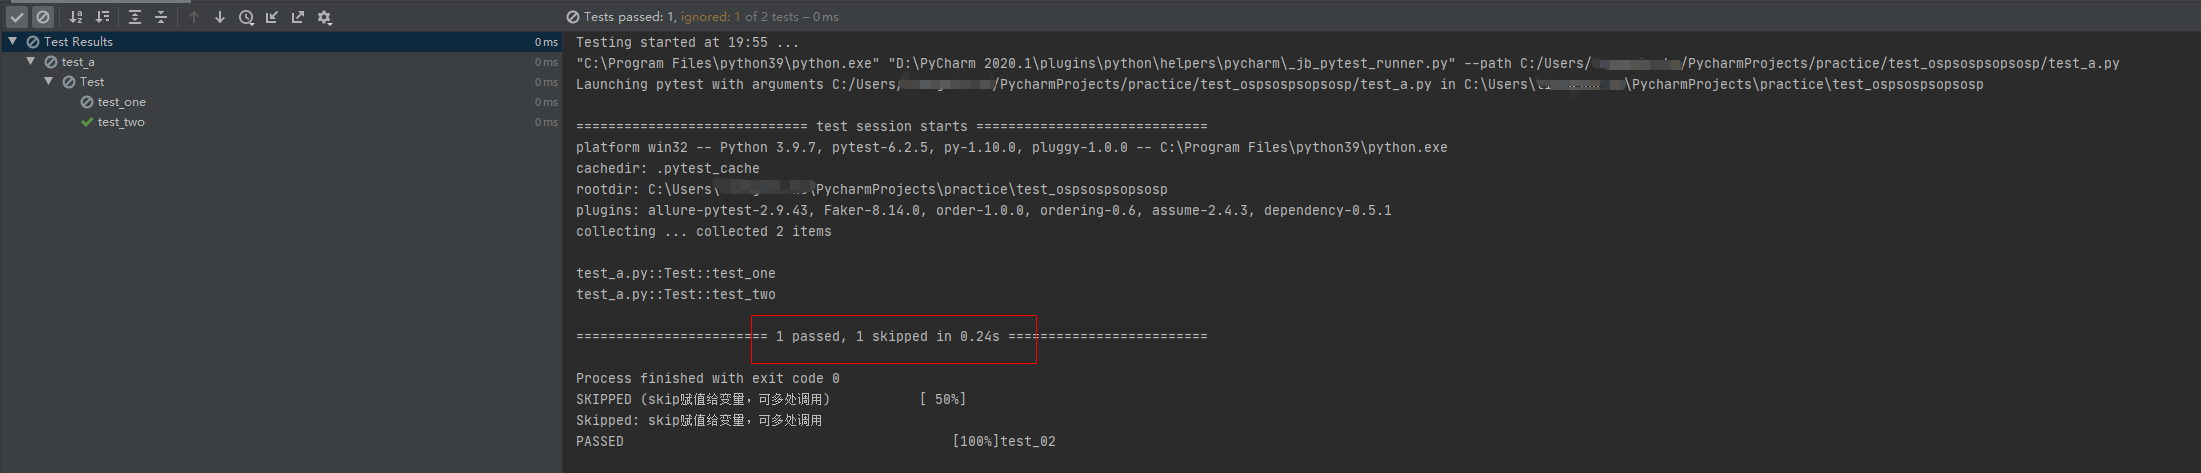 Tests passed: 1, ignored: 1 of 2 tests – 0 ms
Test Results 0 ms
test_a 0 ms
Test 0 ms
test_one 0 ms
test_two 0 ms
Testing started at 19:55 ...
"C:\Program Files\python39\python.exe" "D:\PyCharm 2020.1\plugins\python\helpers\pycharm\_jb_pytest_runner.py" --path C:/Users/ /PycharmProjects/practice/test_ospsospsopsosp/test_a.py
Launching pytest with arguments C:/Users/ /PycharmProjects/practice/test_ospsospsopsosp/test_a.py in C:\Users\ \PycharmProjects\practice\test_ospsospsopsosp
============================= test session starts =============================
platform win32 -- Python 3.9.7, pytest-6.2.5, py-1.10.0, pluggy-1.0.0 -- C:\Program Files\python39\python.exe
cachedir: .pytest_cache
rootdir: C:\Users\ \PycharmProjects\practice\test_ospsospsopsosp
plugins: allure-pytest-2.9.43, Faker-8.14.0, order-1.0.0, ordering-0.6, assume-2.4.3, dependency-0.5.1
collecting ... collected 2 items
test_a.py::Test::test_one
test_a.py::Test::test_two
======================== 1 passed, 1 skipped in 0.24s =========================
Process finished with exit code 0
SKIPPED (skip赋值给变量，可多处调用) [ 50%]
Skipped: skip赋值给变量，可多处调用
PASSED [100%]test_02